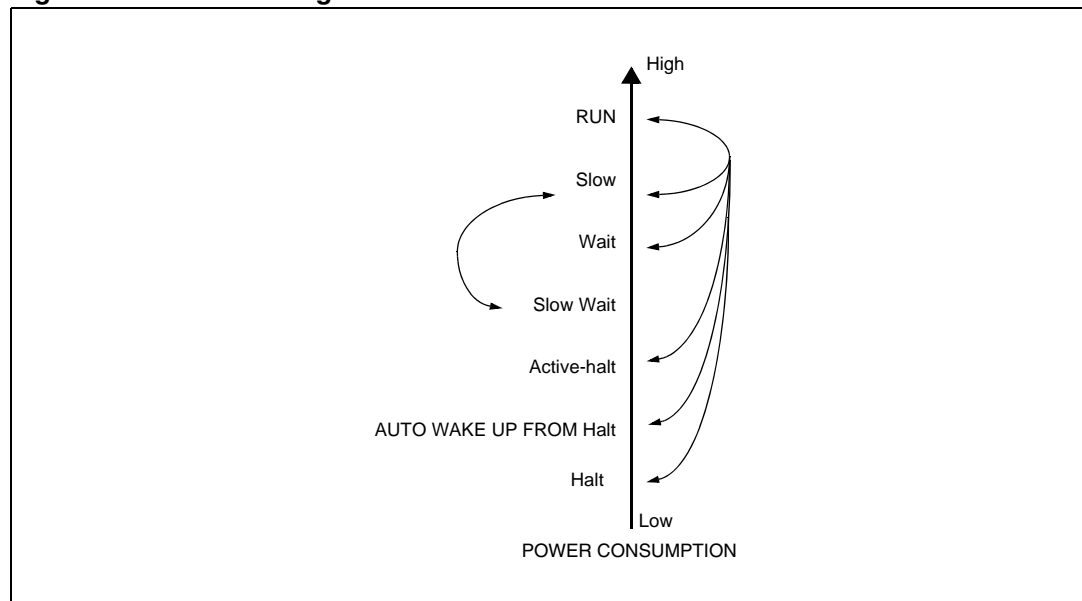 High
RUN
Slow
Wait
Slow Wait
Active-halt
AUTO WAKE UP FROM Halt
Halt
Low
POWER CONSUMPTION